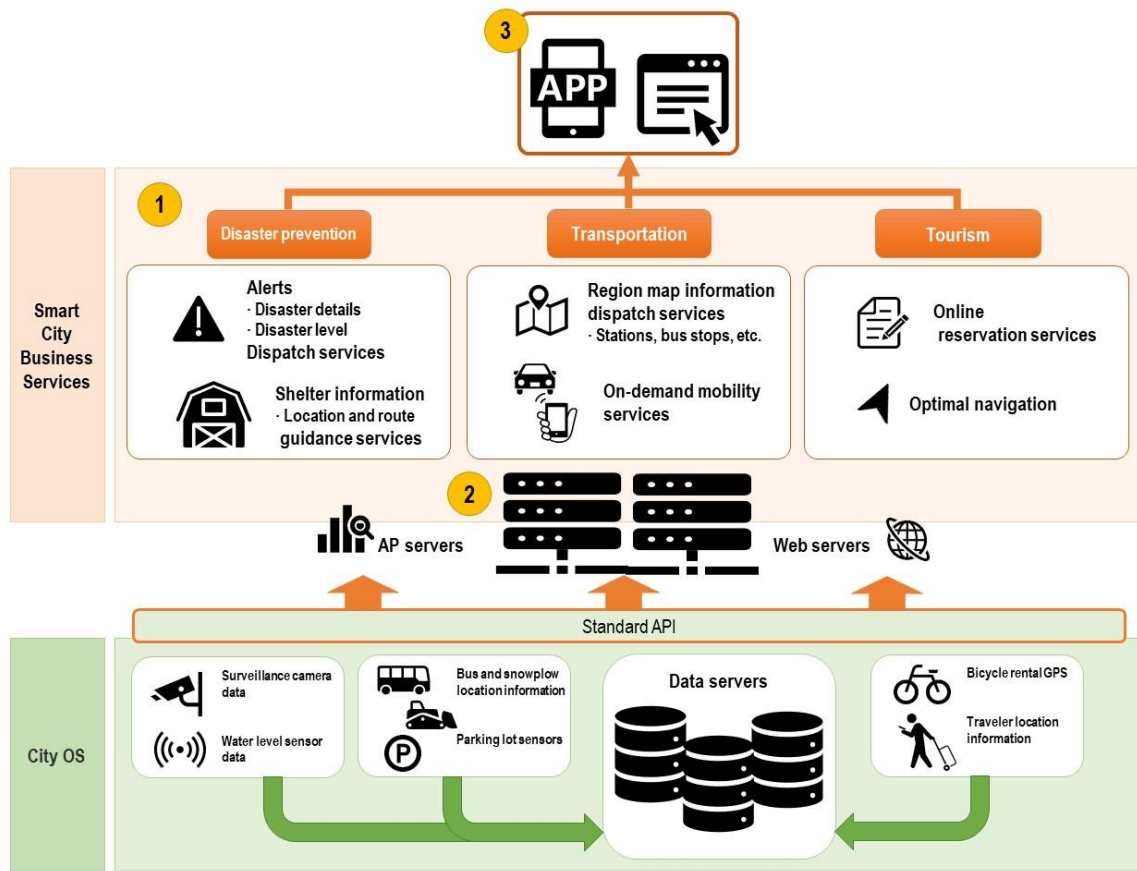 3
APP
1
Disaster prevention
Transportation
Tourism
Smart
City
Business
Services
Alerts
· Disaster details
· Disaster level
Dispatch services
Shelter information
· Location and route
guidance services
Region map information
dispatch services
· Stations, bus stops, etc.
On-demand mobility
services
Online
reservation services
Optimal navigation
2
AP servers
Web servers
Standard API
City OS
Surveillance camera
data
Water level sensor
data
Bus and snowplow
location information
Parking lot sensors
P
Data servers
Bicycle rental GPS
Traveler location
information